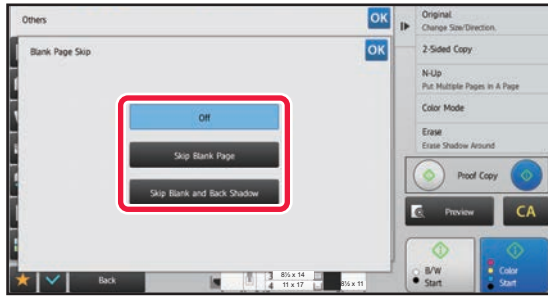 Others
OK
Blank Page Skip
OK
Off
Skip Blank Page
Skip Blank and Back Shadow
Back
3 8½ x 14
4 11 x 17
8½ x 11
Original
Change Size/Direction.
2-Sided Copy
N-Up
Put Multiple Pages in A Page
Color Mode
Erase
Erase Shadow Around
Proof Copy
Preview
CA
B/W
Start
Color
Start